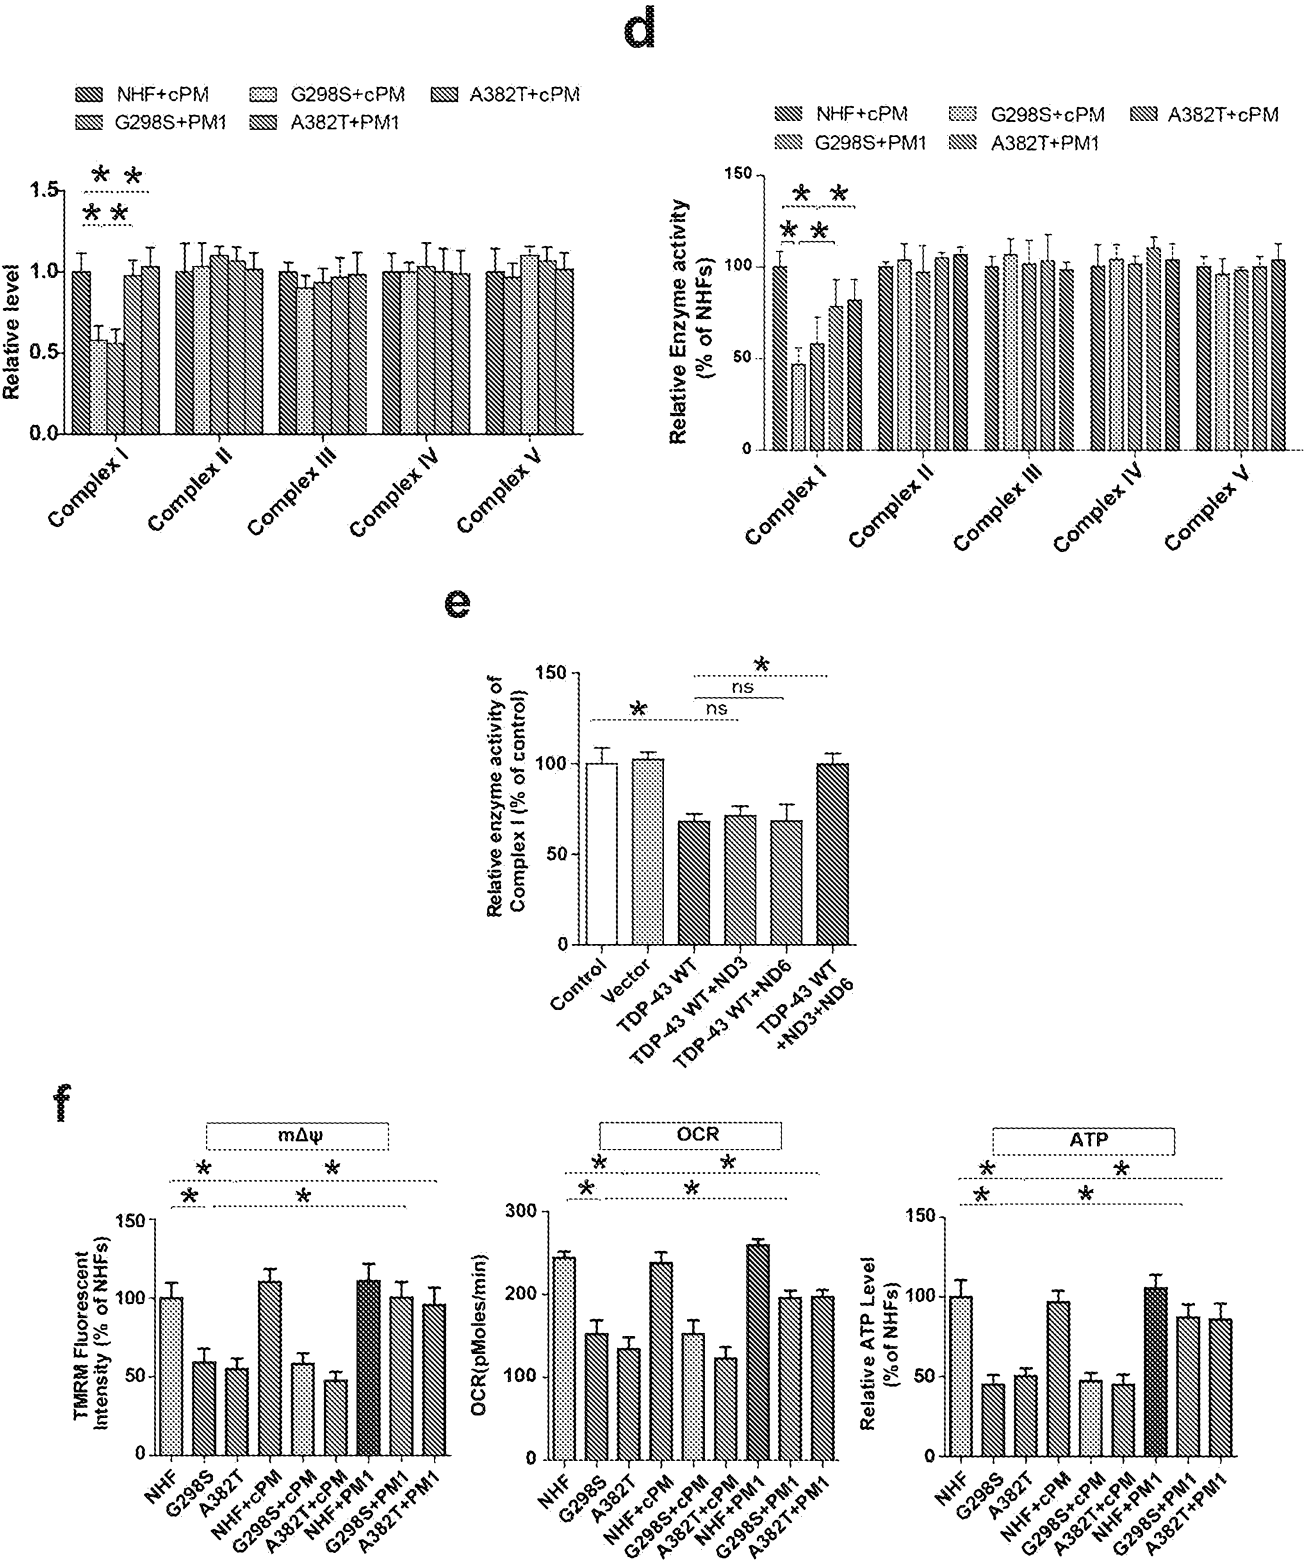 d
NHF+cPM G298S+cPM A382T+cPM
G298S+PM1 A382T+PM1
* *
* *
1.5
1.0
0.5
0.0
Relative level
Complex I
Complex II
Complex III
Complex IV
Complex V
NHF+cPM G298S+cPM A382T+cPM
G298S+PM1 A382T+PM1
* *
* *
150
100
50
0
Relative Enzyme activity
(% of NHFs)
Complex I
Complex II
Complex III
Complex IV
Complex V
e
*
ns
* ns
150
100
50
0
Relative enzyme activity of
Complex I (% of control)
Control
Vector
TDP-43 WT
TDP-43 WT+ND3
TDP-43 WT+ND6
TDP-43 WT
+ND3+ND6
f
mΔψ
* *
* *
150
100
50
0
TMRM Fluorescent
Intensity (% of NHFs)
NHF
G298S
A382T
NHF+cPM
G298S+cPM
A382T+cPM
NHF+PM1
G298S+PM1
A382T+PM1
OCR
* *
* *
300
200
100
0
OCR(pMoles/min)
NHF
G298S
A382T
NHF+cPM
G298S+cPM
A382T+cPM
NHF+PM1
G298S+PM1
A382T+PM1
ATP
* *
* *
150
100
50
0
Relative ATP Level
(% of NHFs)
NHF
G298S
A382T
NHF+cPM
G298S+cPM
A382T+cPM
NHF+PM1
G298S+PM1
A382T+PM1